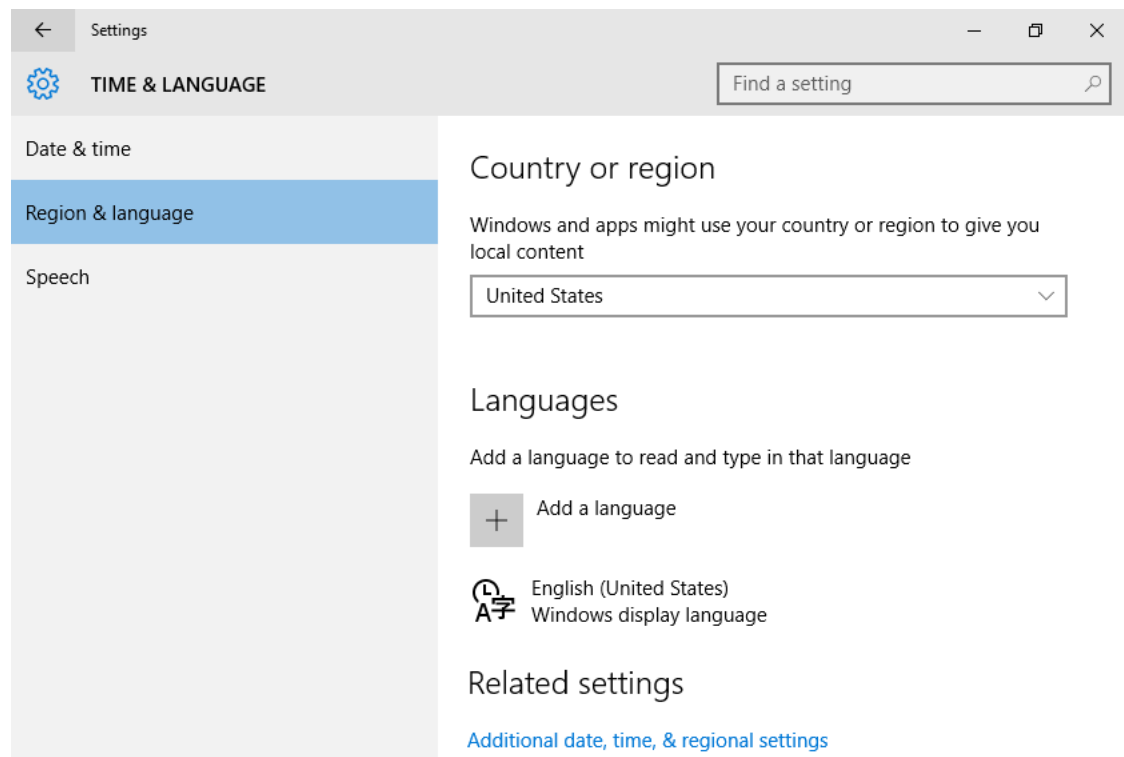 Settings
TIME & LANGUAGE
Find a setting
Date & time
Region & language
Speech
Country or region
Windows and apps might use your country or region to give you
local content
United States
Languages
Add a language to read and type in that language
Add a language
A字
English (United States)
Windows display language
Related settings
Additional date, time, & regional settings